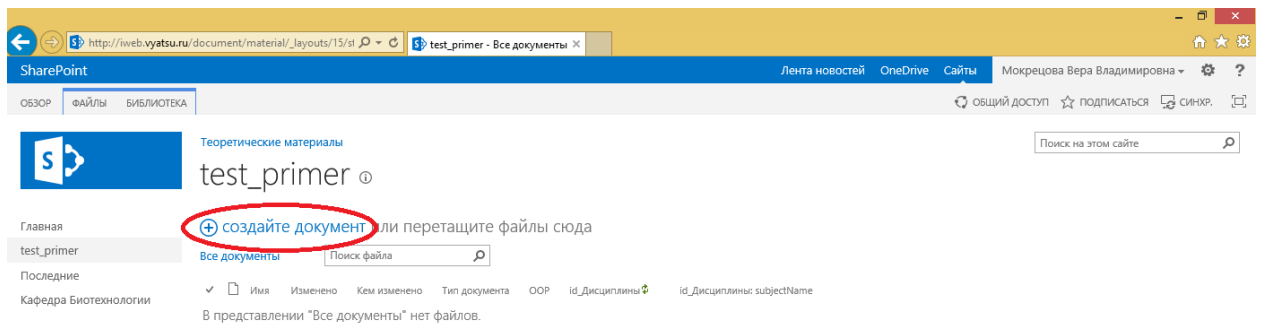 http://iweb.vyatsu.ru/document/material/_layouts/15/st test_primer - Все документы
SharePoint Лента новостей OneDrive Сайты Мокрецова Вера Владимировна ?
ОБЗОР ФАЙЛЫ БИБЛИОТЕКА ОБЩИЙ ДОСТУП ПОДПИСАТЬСЯ СИНХР.
S Теоретические материалы Поиск на этом сайте
test_primer
Главная создайте документ или перетащите файлы сюда
test_primer Все документы Поиск файла
Последние
Кафедра Биотехнологии Имя Изменено Кем изменено Тип документа ООР id_Дисциплины id_Дисциплины: subjectName
В представлении "Все документы" нет файлов.